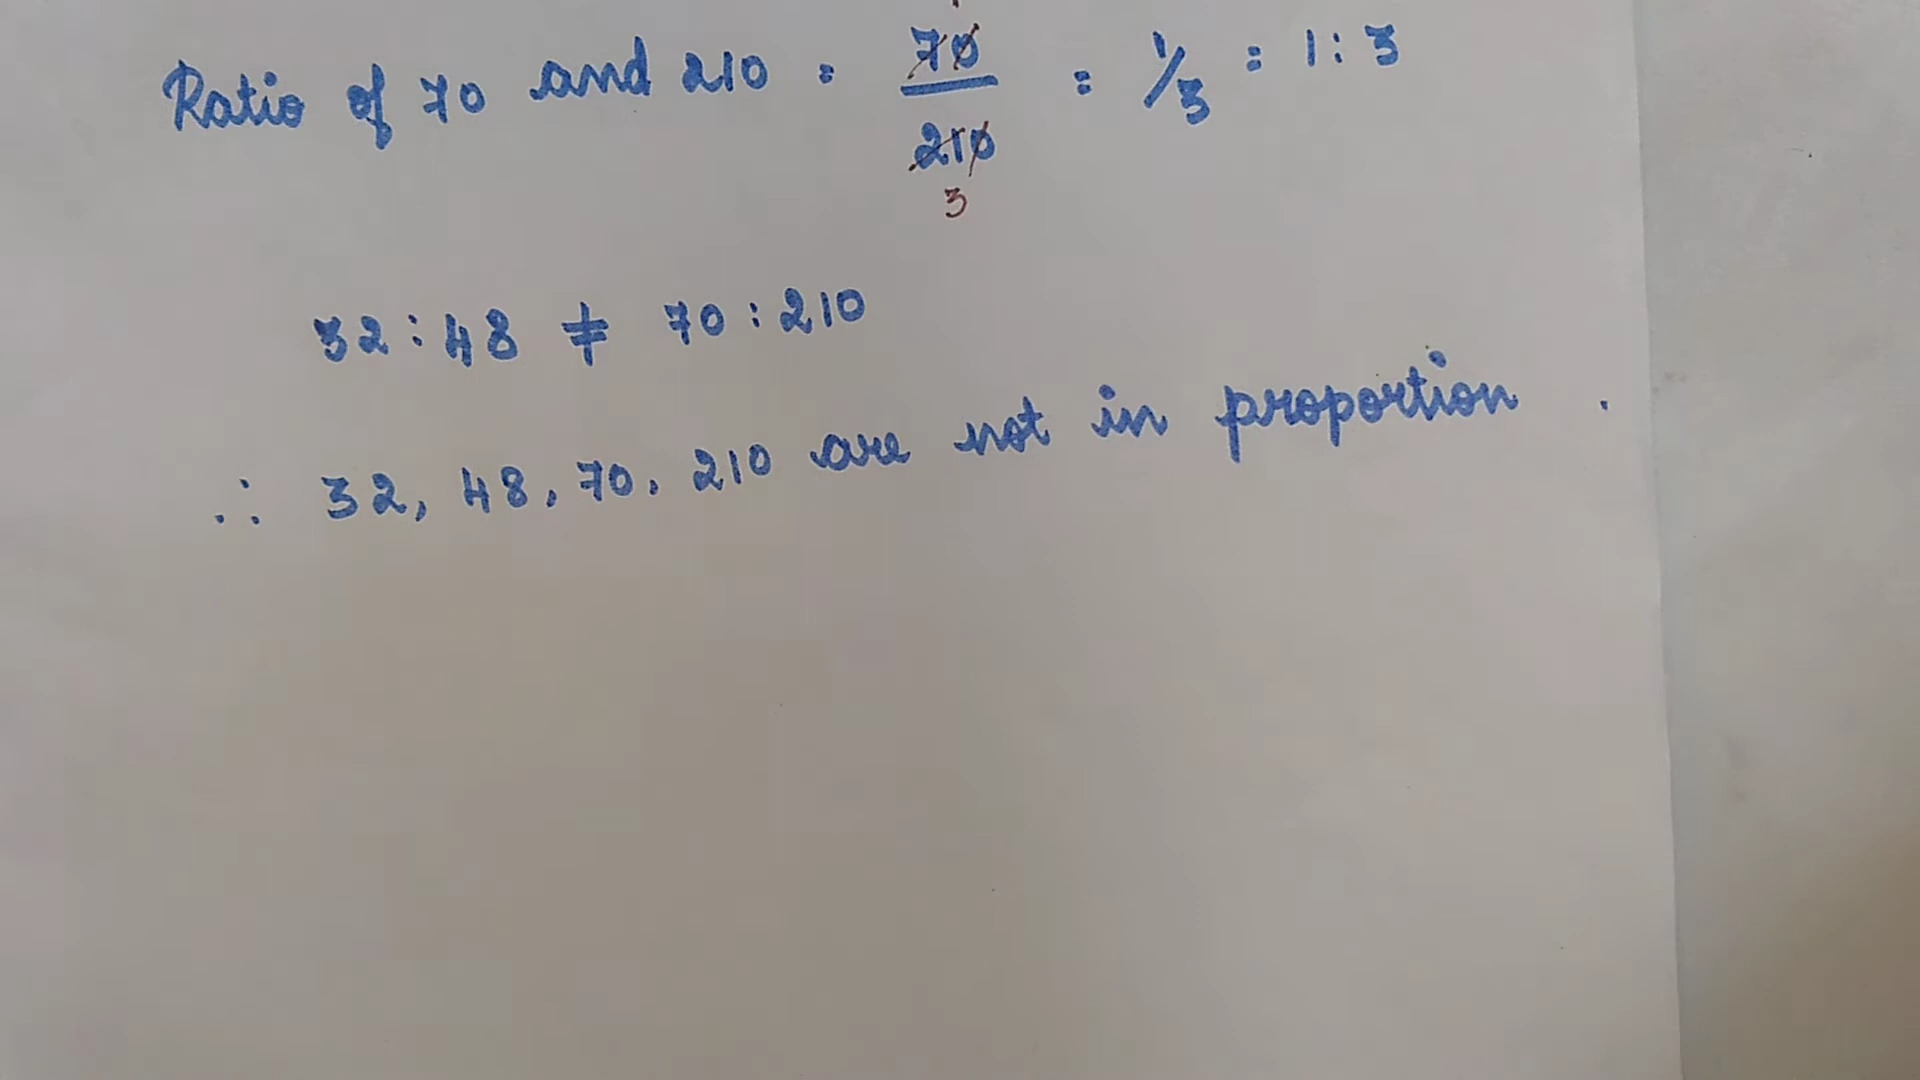 Ratio of 70 and 210 = 70/210 = 1/3 = 1:3
3
32:48 ≠ 70:210
∴ 32, 48, 70, 210 are not in proportion.